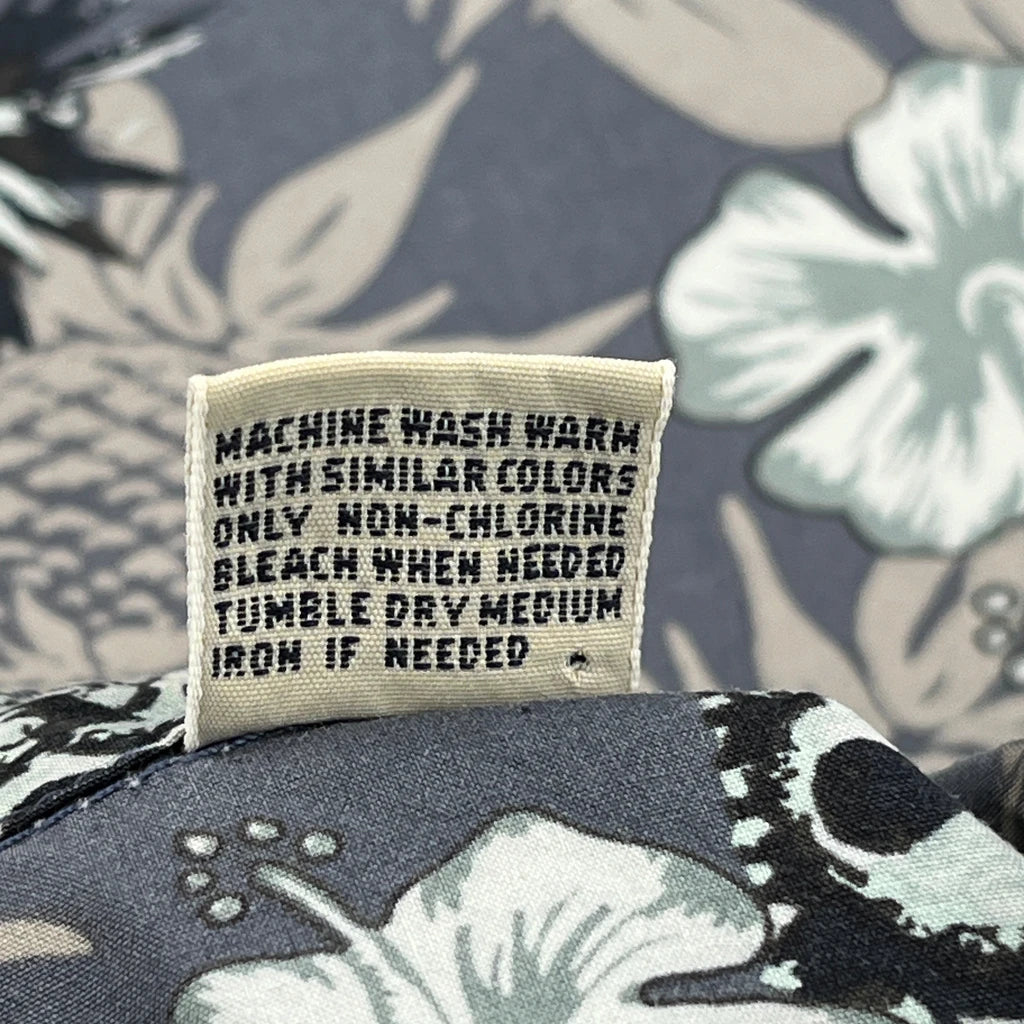 MACHINE WASH WARM
WITH SIMILAR COLORS
ONLY NON-CHLORINE
BLEACH WHEN NEEDED
TUMBLE DRY MEDIUM
IRON IF NEEDED